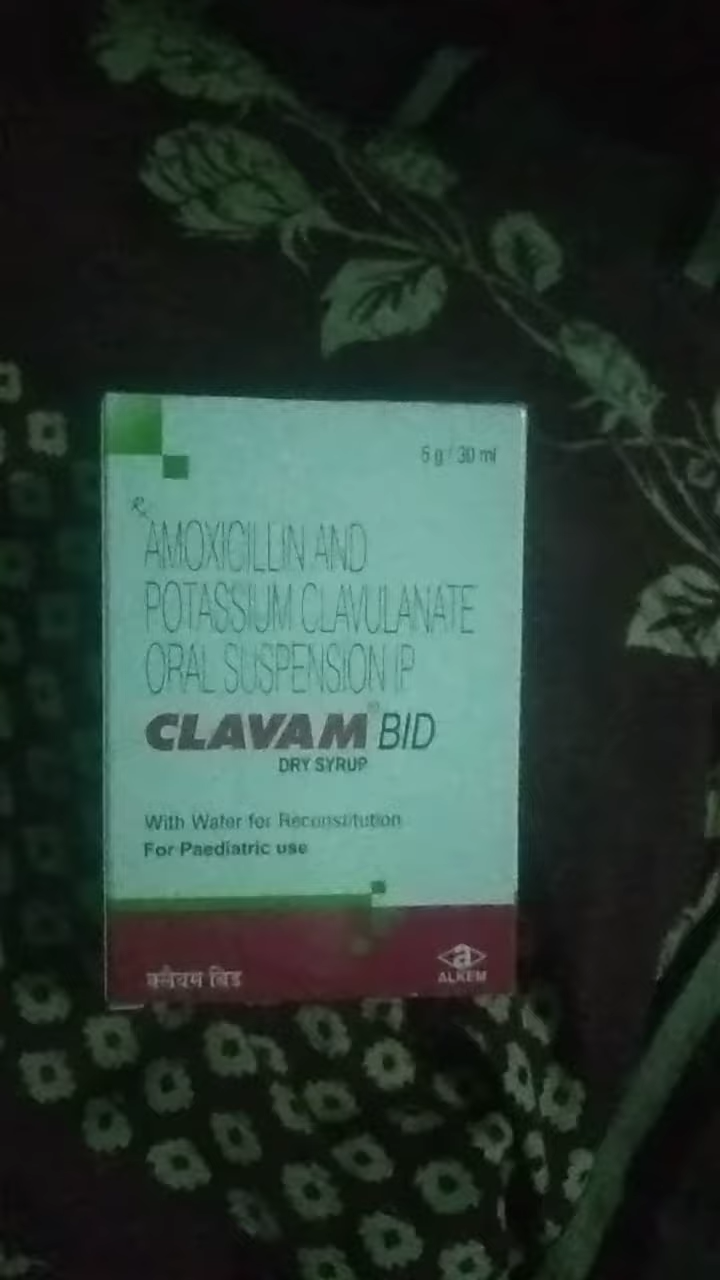 5 g / 30 ml
Rx
AMOXICILLIN AND
POTASSIUM CLAVULANATE
ORAL SUSPENSION IP
CLAVAM® BID
DRY SYRUP
With Water for Reconstitution
For Paediatric use
क्लैवम बिड
a
ALKEM